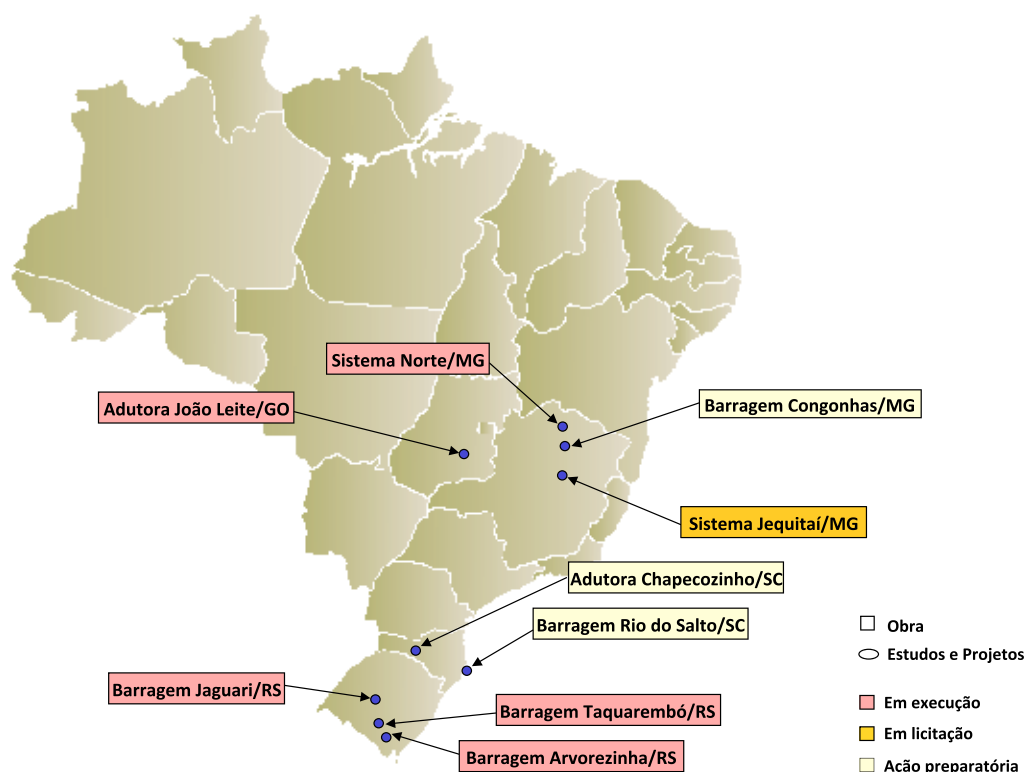 Sistema Norte/MG
Adutora João Leite/GO
Barragem Congonhas/MG
Sistema Jequitaí/MG
Adutora Chapecozinho/SC
Barragem Rio do Salto/SC
Barragem Jaguari/RS
Barragem Taquarembó/RS
Barragem Arvorezinha/RS
Obra
Estudos e Projetos
Em execução
Em licitação
Ação preparatória